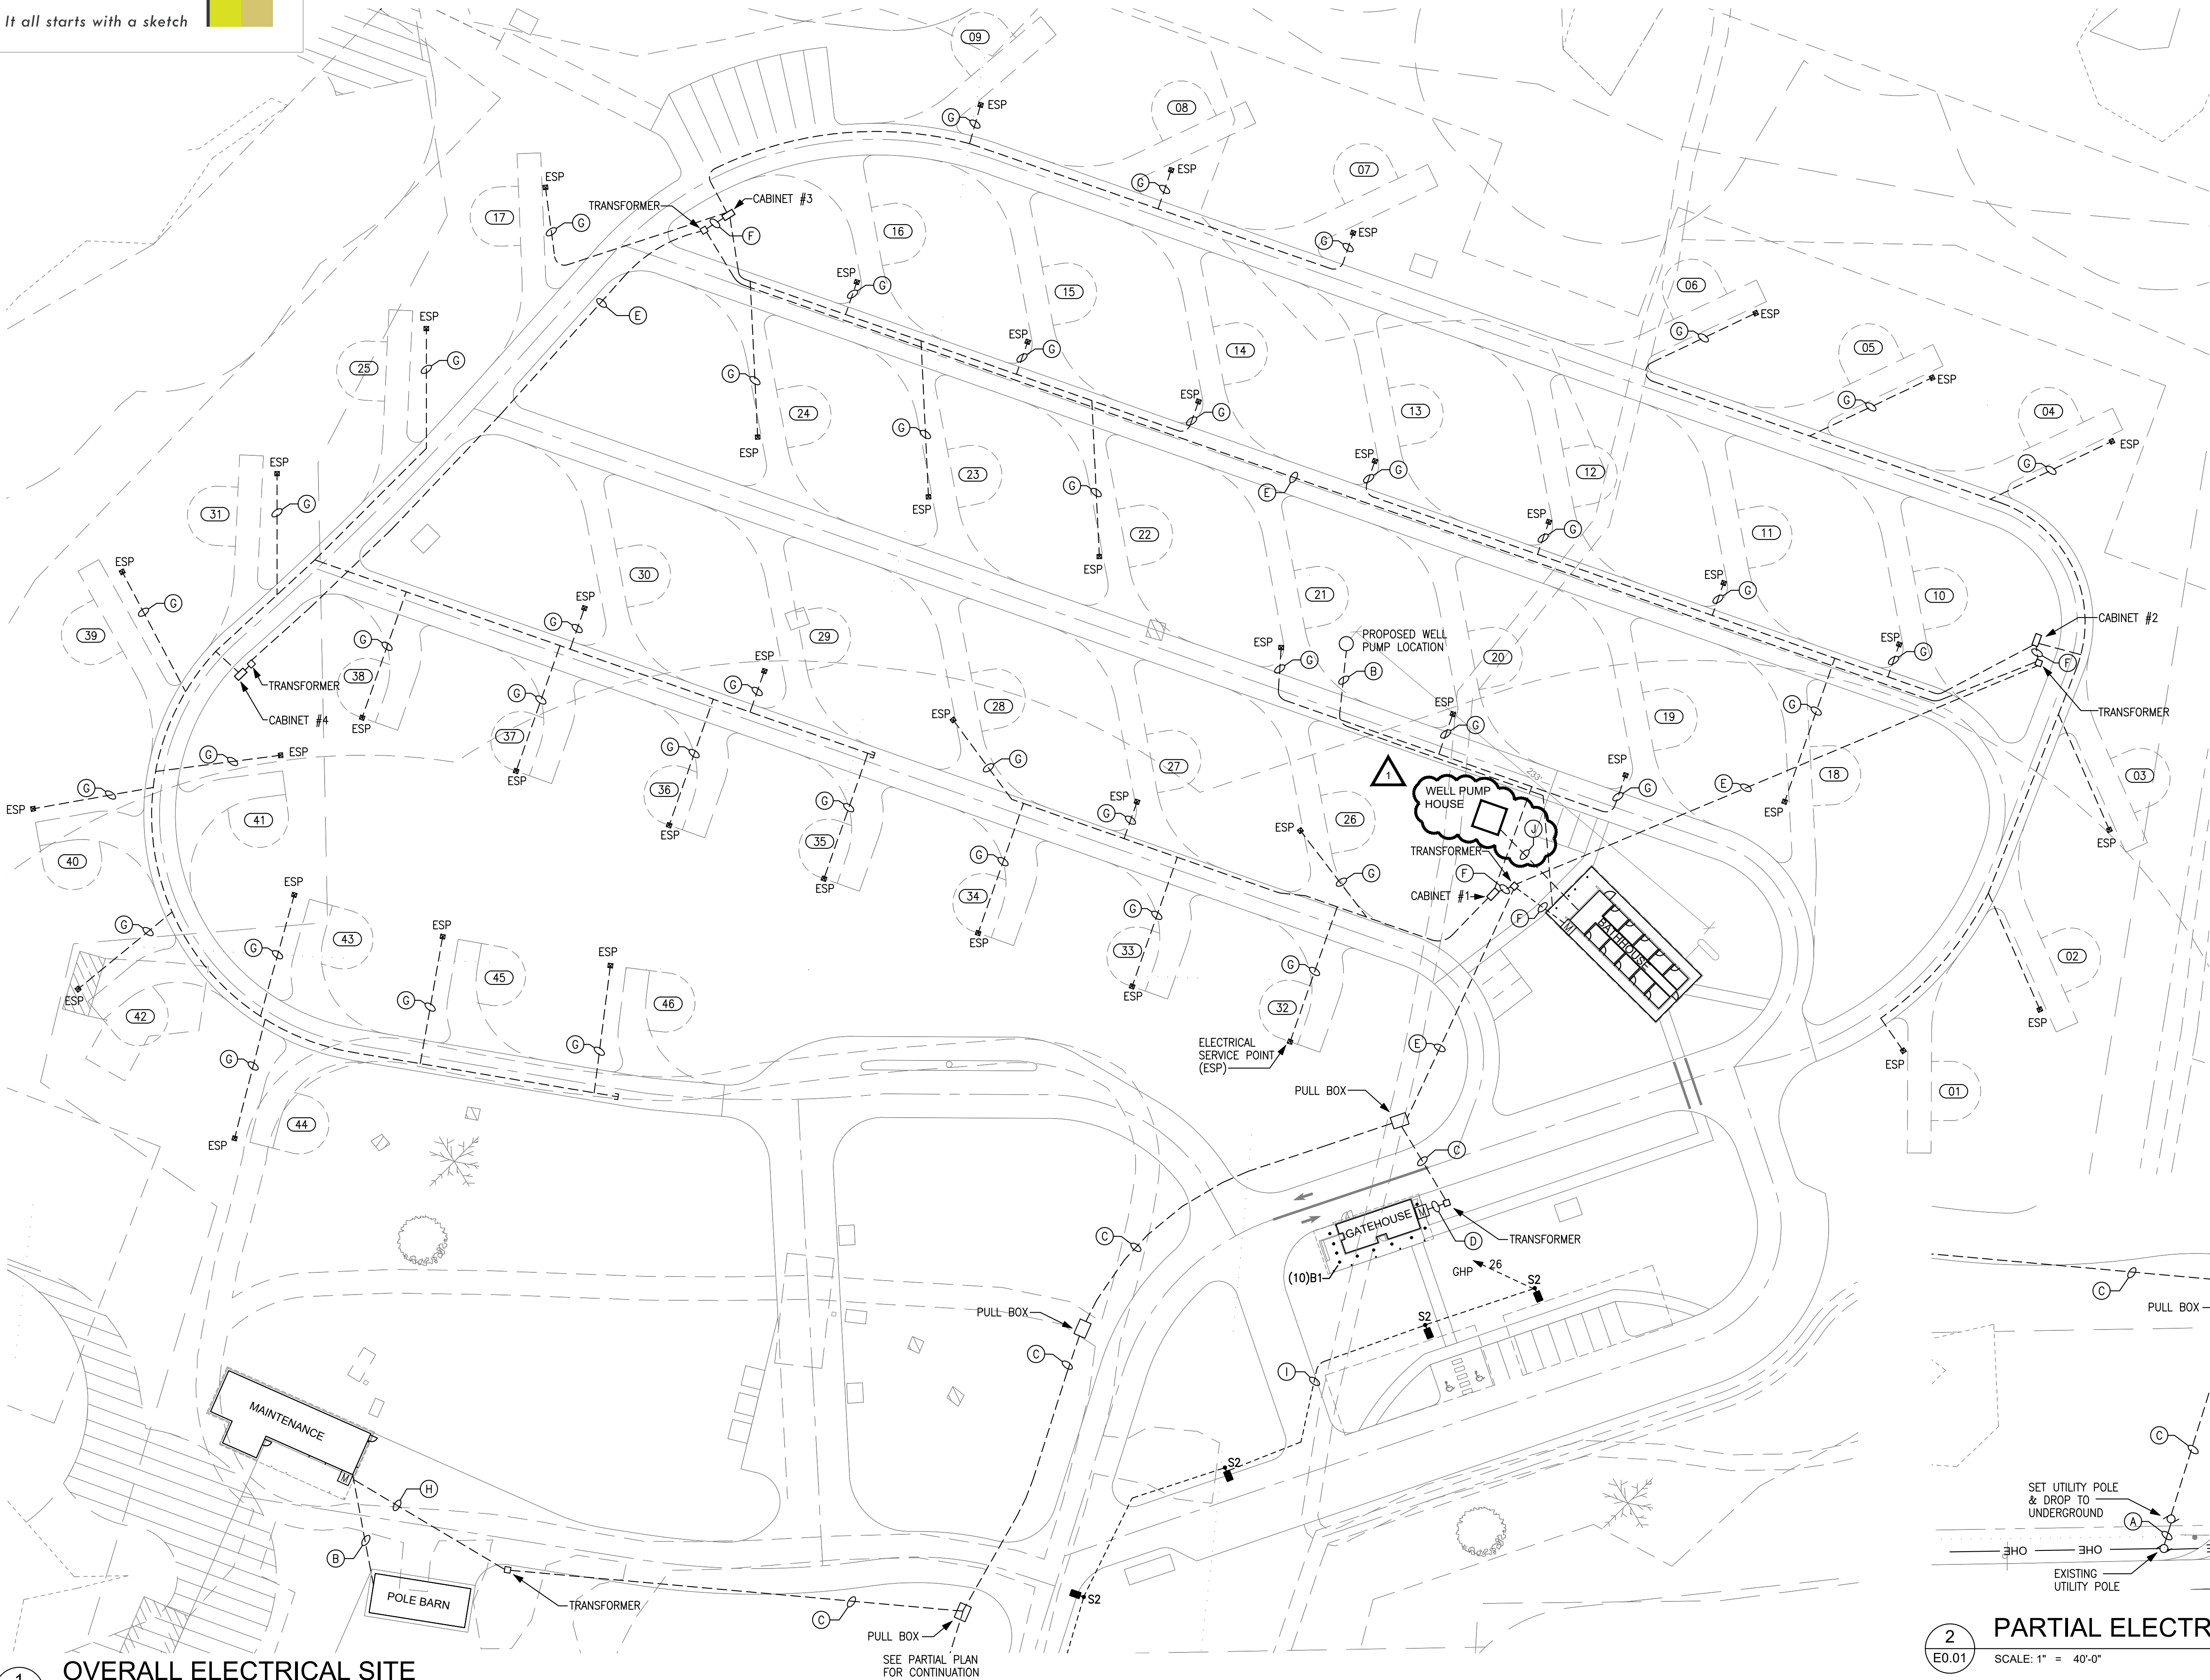 It all starts with a sketch
09
ESP
G
08
ESP
G
07
ESP
G
17
ESP
G
TRANSFORMER
CABINET #3
F
16
ESP
G
E
15
ESP
G
06
ESP
G
05
ESP
G
04
ESP
G
25
ESP
G
24
G
ESP
14
ESP
G
13
ESP
G
12
ESP
G
23
G
ESP
22
G
ESP
E
11
ESP
G
10
ESP
G
31
ESP
G
30
ESP
G
29
ESP
G
21
ESP
G
PROPOSED WELL
PUMP LOCATION
B
20
ESP
G
19
ESP
G
CABINET #2
F
TRANSFORMER
39
ESP
G
TRANSFORMER
CABINET #4
38
G
ESP
37
G
ESP
36
G
ESP
28
ESP
G
27
ESP
G
18
G
ESP
E
03
ESP
233'
1
WELL PUMP
HOUSE
J
TRANSFORMER
F
CABINET #1
F
M
BATHHOUSE
26
ESP
G
G
ESP
41
G
ESP
40
35
G
ESP
34
G
ESP
33
G
ESP
32
G
ELECTRICAL
SERVICE POINT
(ESP)
02
ESP
01
ESP
G
ESP
42
ESP
G
43
ESP
G
45
ESP
G
46
G
ESP
44
E
PULL BOX
C
GATEHOUSE
M
D
TRANSFORMER
(10)B1
GHP 26
S2
S2
C
PULL BOX
C
I
S2
S2
MAINTENANCE
M
H
B
POLE BARN
TRANSFORMER
C
PULL BOX
SEE PARTIAL PLAN
FOR CONTINUATION
C
PULL BOX
C
SET UTILITY POLE
& DROP TO
UNDERGROUND
A
OHE OHE
EXISTING
UTILITY POLE
1
OVERALL ELECTRICAL SITE
2
E0.01
PARTIAL ELECTR
SCALE: 1" = 40'-0"